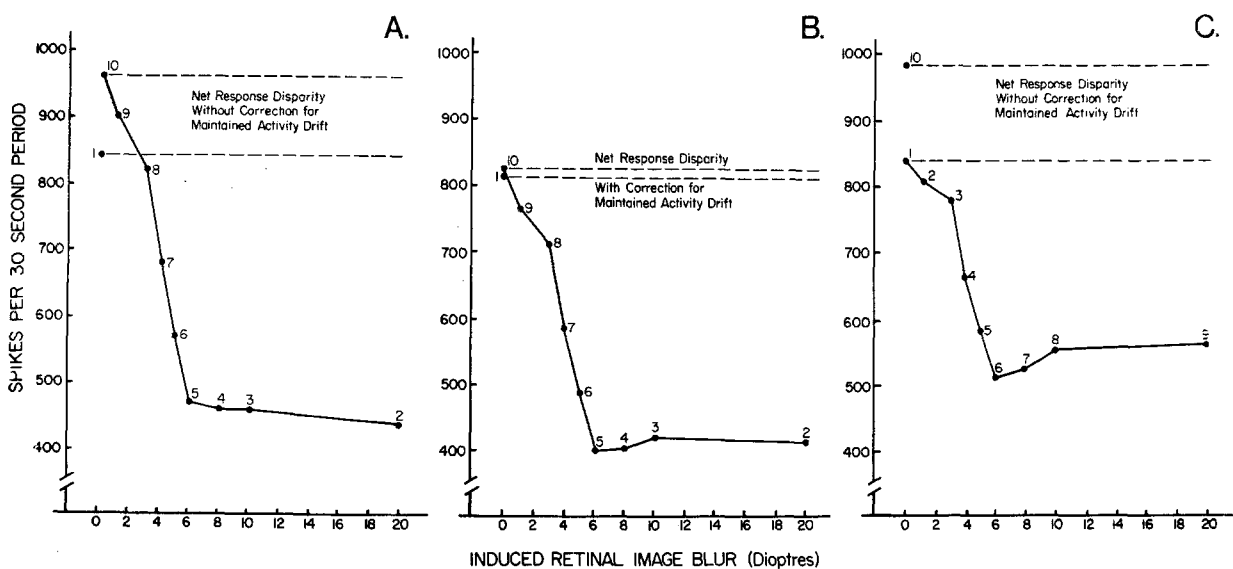 A.
1000
900
800
700
600
500
400
10
9
1
8
7
6
5
4
3
2
Net Response Disparity
Without Correction for
Maintained Activity Drift
0 2 4 6 8 10 12 14 16 18 20
SPIKES PER 30 SECOND PERIOD
B.
1000
900
800
700
600
500
400
10
1
9
8
7
6
5
4
3
2
Net Response Disparity
With Correction for
Maintained Activity Drift
0 2 4 6 8 10 12 14 16 18 20
INDUCED RETINAL IMAGE BLUR (Dioptres)
C.
1000
900
800
700
600
500
400
10
1
2
3
4
5
6
7
8
Net Response Disparity
Without Correction for
Maintained Activity Drift
0 2 4 6 8 10 12 14 16 18 20